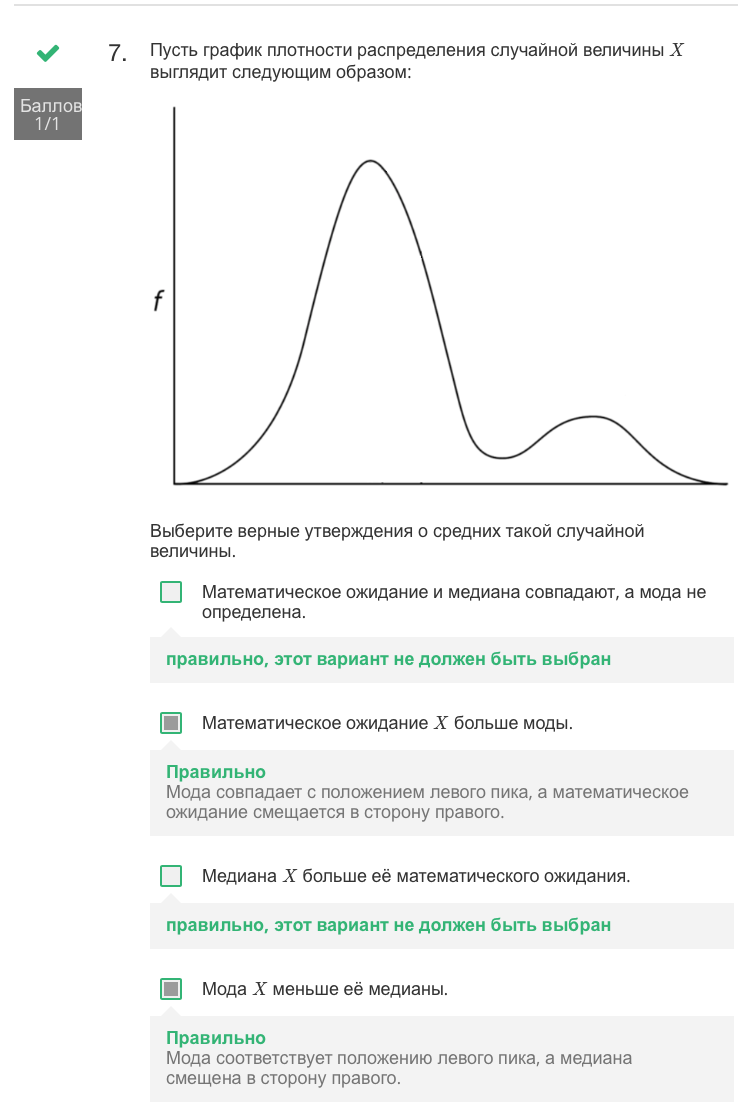 7. Пусть график плотности распределения случайной величины X
выглядит следующим образом:
Баллов
1/1
f
Выберите верные утверждения о средних такой случайной
величины.
Математическое ожидание и медиана совпадают, а мода не
определена.
правильно, этот вариант не должен быть выбран
Математическое ожидание X больше моды.
Правильно
Мода совпадает с положением левого пика, а математическое
ожидание смещается в сторону правого.
Медиана X больше её математического ожидания.
правильно, этот вариант не должен быть выбран
Мода X меньше её медианы.
Правильно
Мода соответствует положению левого пика, а медиана
смещена в сторону правого.